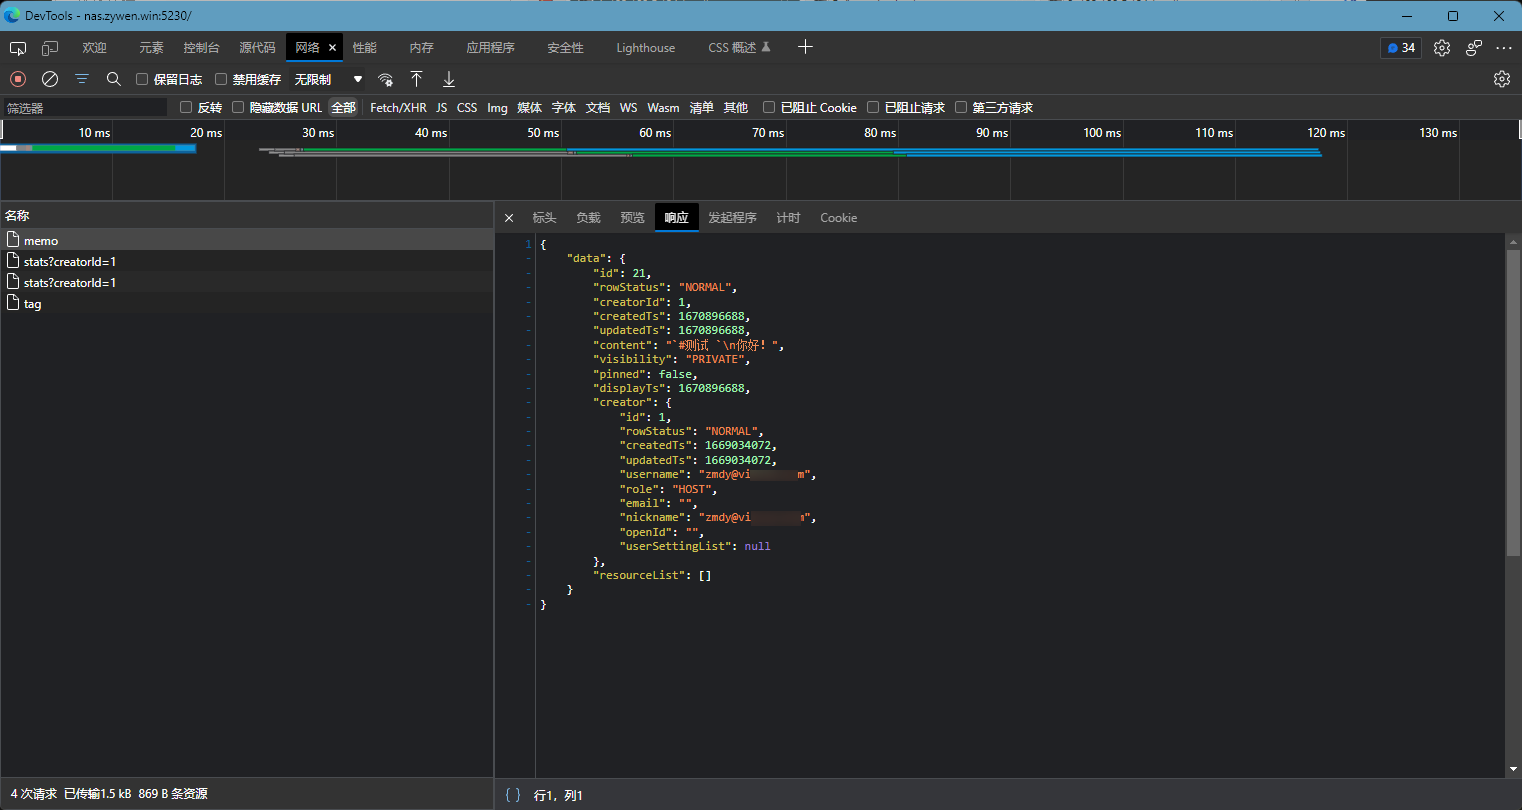 DevTools - nas.zywen.win:5230/
欢迎 元素 控制台 源代码 网络 性能 内存 应用程序 安全性 Lighthouse CSS 概述 34
保留日志 禁用缓存 无限制
筛选器 反转 隐藏数据 URL 全部 Fetch/XHR JS CSS Img 媒体 字体 文档 WS Wasm 清单 其他 已阻止 Cookie 已阻止请求 第三方请求
10 ms 20 ms 30 ms 40 ms 50 ms 60 ms 70 ms 80 ms 90 ms 100 ms 110 ms 120 ms 130 ms
名称
memo
stats?creatorId=1
stats?creatorId=1
tag
4 次请求 已传输1.5 kB 869 B 条资源
标头 负载 预览 响应 发起程序 计时 Cookie
1 {
- "data": {
- "id": 21,
- "rowStatus": "NORMAL",
- "creatorId": 1,
- "createdTs": 1670896688,
- "updatedTs": 1670896688,
- "content": "`#测试 `\n你好! ",
- "visibility": "PRIVATE",
- "pinned": false,
- "displayTs": 1670896688,
- "creator": {
- "id": 1,
- "rowStatus": "NORMAL",
- "createdTs": 1669034072,
- "updatedTs": 1669034072,
- "username": "zmdy@vi m",
- "role": "HOST",
- "email": "",
- "nickname": "zmdy@vi m",
- "openId": "",
- "userSettingList": null
- },
- "resourceList": []
- }
- }
{ } 行1，列1